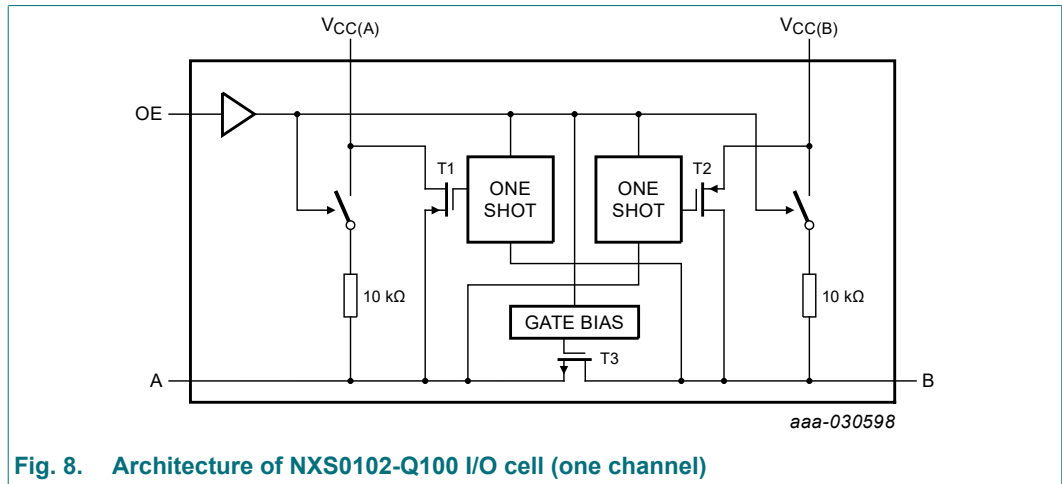 VCC(A)
VCC(B)
OE
T1
ONE
SHOT
ONE
SHOT
T2
10 kΩ
10 kΩ
GATE BIAS
T3
A
B
aaa-030598
Fig. 8. Architecture of NXS0102-Q100 I/O cell (one channel)